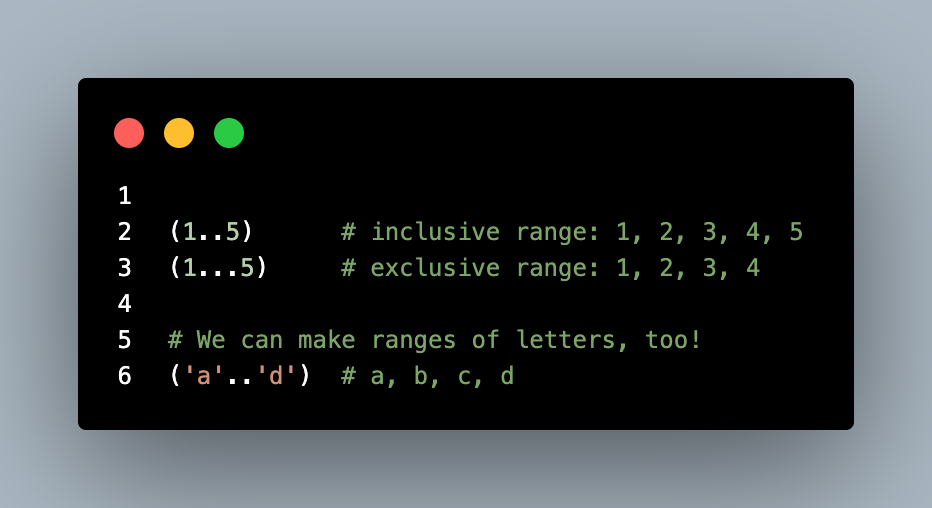 1
2 (1..5)      # inclusive range: 1, 2, 3, 4, 5
3 (1...5)     # exclusive range: 1, 2, 3, 4
4
5 # We can make ranges of letters, too!
6 ('a'..'d')  # a, b, c, d